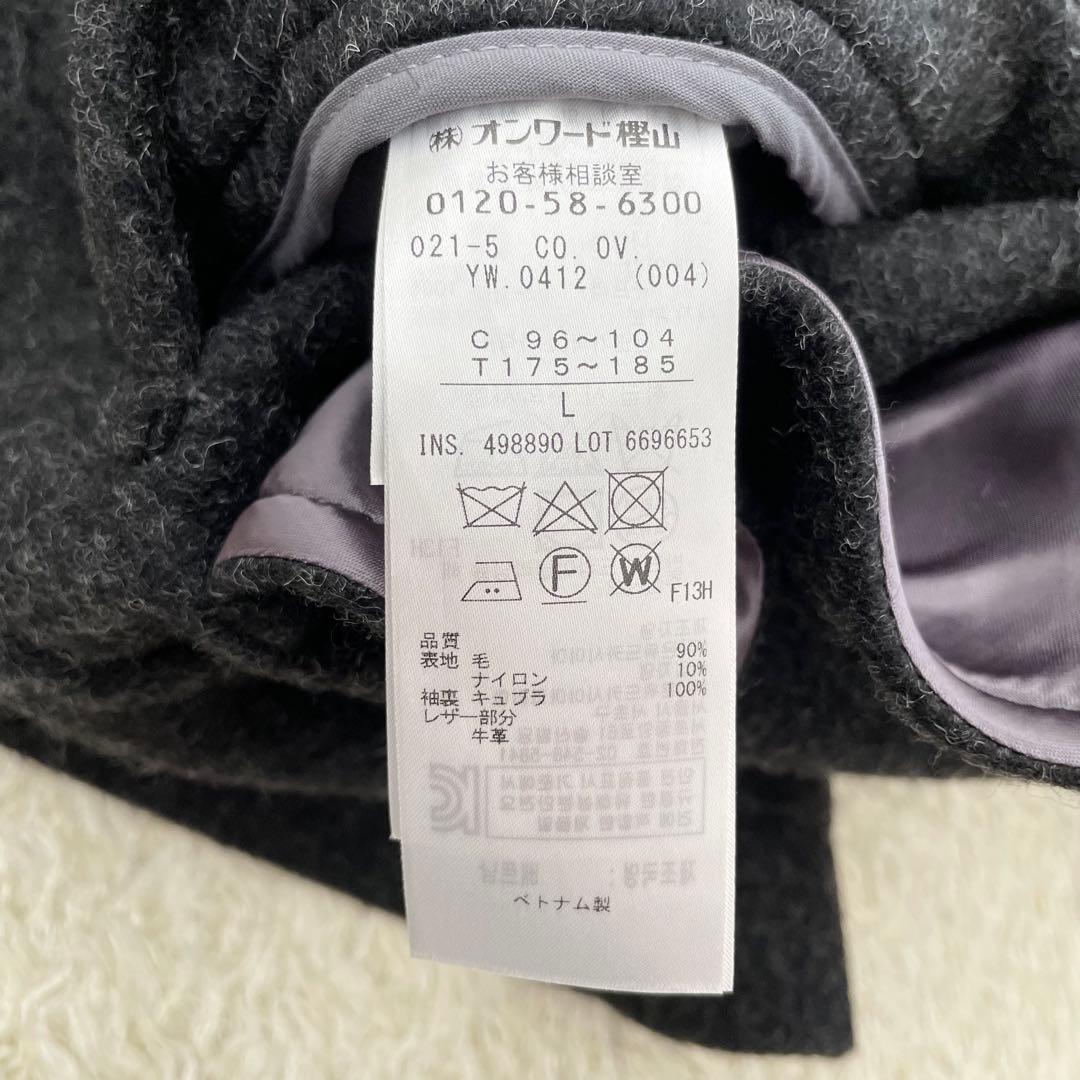 (株) オンワード樫山
お客様相談室
0120-58-6300
021-5 CO. OV.
YW.0412 (004)
C 96~104
T175~185
L
INS. 498890 LOT 6696653
F
W
F13H
品質
表地 毛 90%
ナイロン 10%
袖裏 キュプラ 100%
レザー部分
牛革
ベトナム製